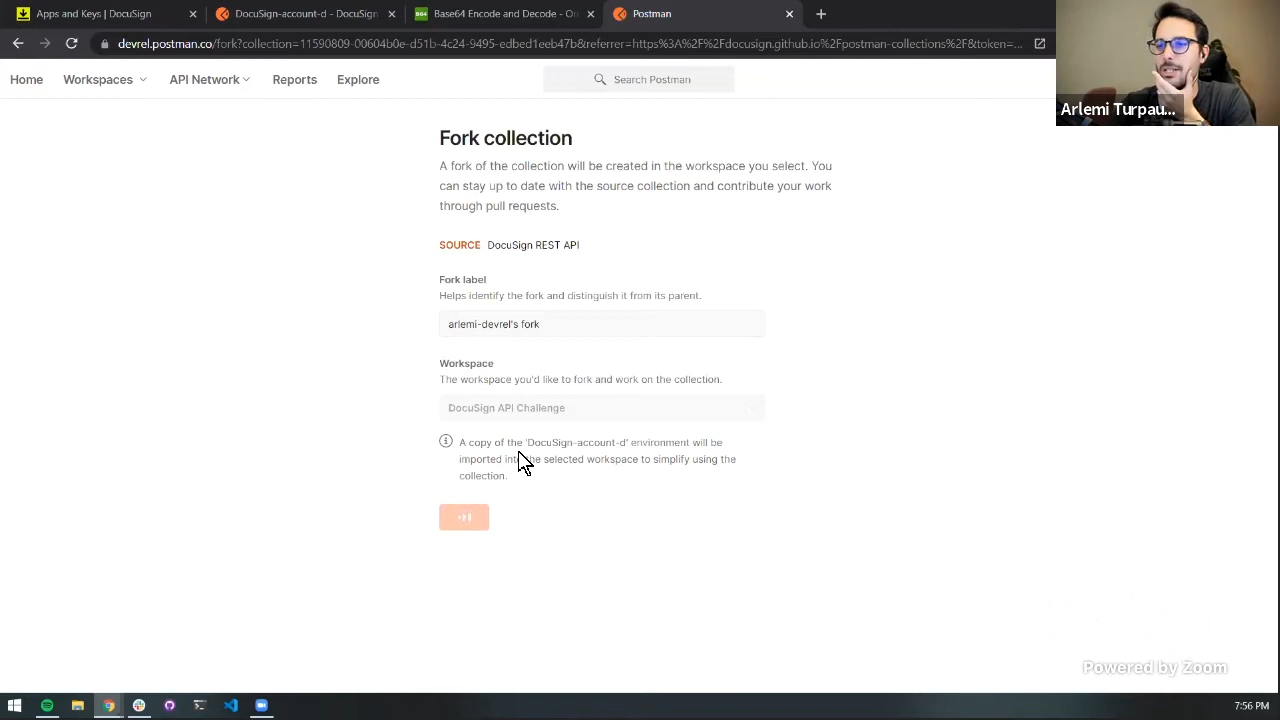 Apps and Keys | DocuSign
DocuSign-account-d - DocuSign
Base64 Encode and Decode - On
Postman
devrel.postman.co/fork?collection=11590809-00604b0e-d51b-4c24-9495-edbd1eeb47b&referrer=https%3A%2F%2Fdocusign.github.io%2Fpostman-collections%2F&token=...
Home
Workspaces
API Network
Reports
Explore
Search Postman
Arlemi Turpau...
Fork collection
A fork of the collection will be created in the workspace you select. You
can stay up to date with the source collection and contribute your work
through pull requests.
SOURCE DocuSign REST API
Fork label
Helps identify the fork and distinguish it from its parent.
arlemi-devrel's fork
Workspace
The workspace you'd like to fork and work on the collection.
DocuSign API Challenge
A copy of the 'DocuSign-account-d' environment will be
imported into the selected workspace to simplify using the
collection.
Powered by Zoom
7:56 PM